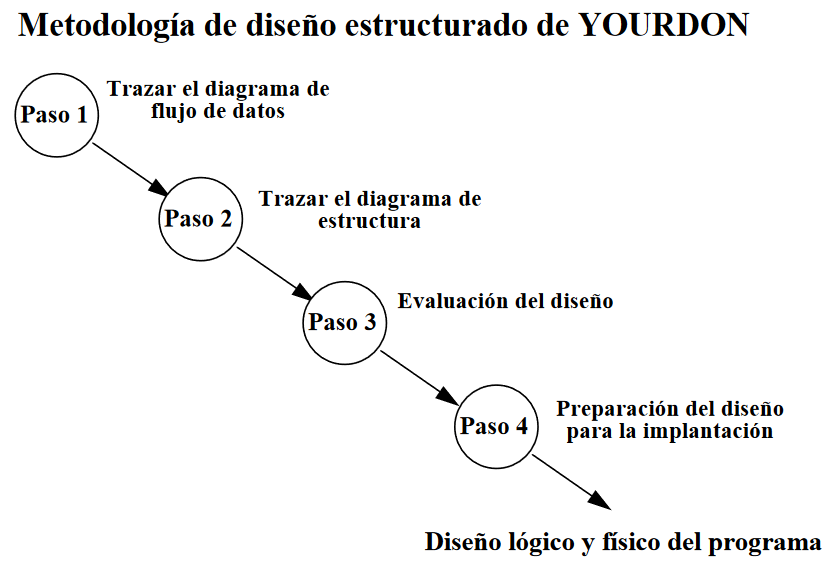 Metodología de diseño estructurado de YOURDON
Paso 1
Trazar el diagrama de
flujo de datos
Paso 2
Trazar el diagrama de
estructura
Paso 3
Evaluación del diseño
Paso 4
Preparación del diseño
para la implantación
Diseño lógico y físico del programa